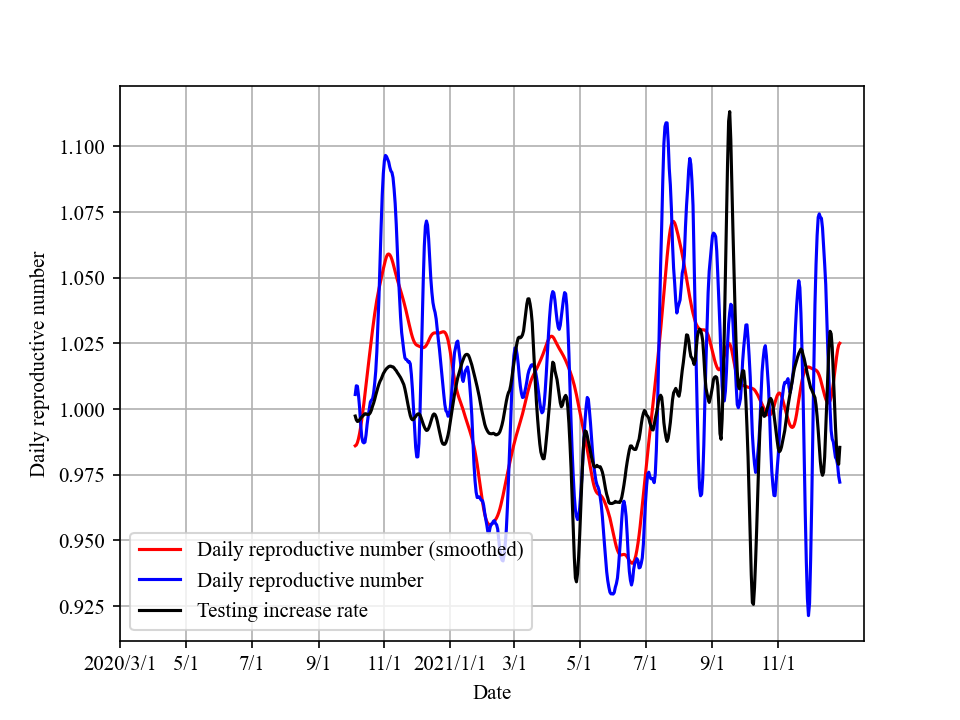 1.100
1.075
1.050
1.025
1.000
0.975
0.950
0.925
Daily reproductive number
Daily reproductive number (smoothed)
Daily reproductive number
Testing increase rate
2020/3/1 5/1 7/1 9/1 11/1 2021/1/1 3/1 5/1 7/1 9/1 11/1
Date